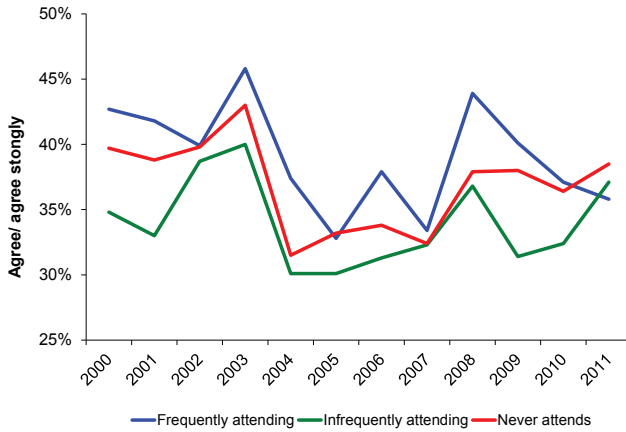 50%
45%
40%
35%
30%
25%
Agree/ agree stongly
2000 2001 2002 2003 2004 2005 2006 2007 2008 2009 2010 2011
Frequently attending Infrequently attending Never attends